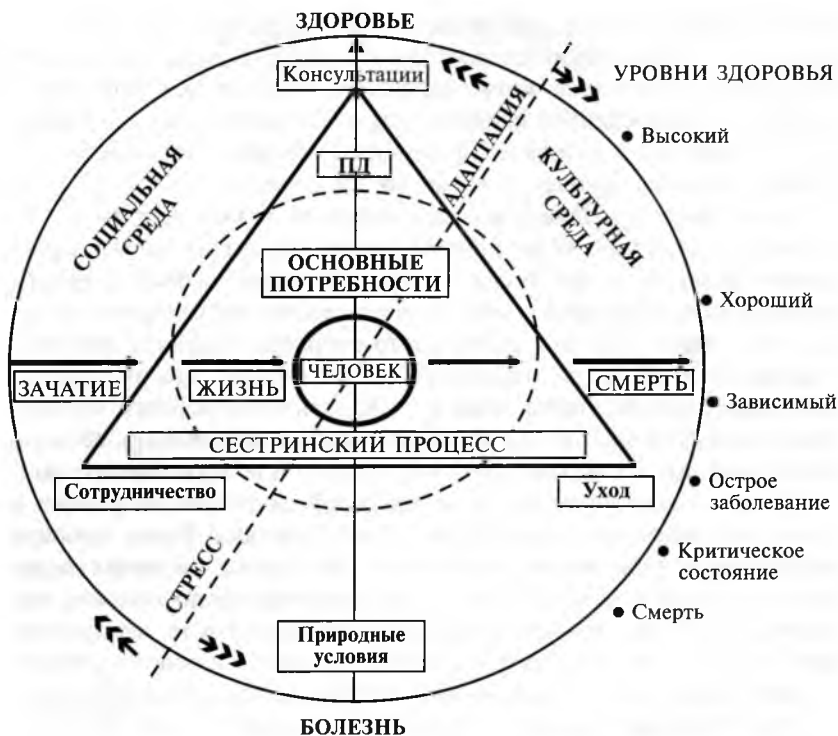 ЗДОРОВЬЕ
Консультации
УРОВНИ ЗДОРОВЬЯ
АДАПТАЦИЯ
Высокий
ПД
СОЦИАЛЬНАЯ
СРЕДА
КУЛЬТУРНАЯ
СРЕДА
ОСНОВНЫЕ
ПОТРЕБНОСТИ
Хороший
ЗАЧАТИЕ
ЖИЗНЬ
ЧЕЛОВЕК
СМЕРТЬ
Зависимый
СЕСТРИНСКИЙ ПРОЦЕСС
Сотрудничество
Уход
Острое
заболевание
СТРЕСС
Критическое
состояние
Смерть
Природные
условия
БОЛЕЗНЬ